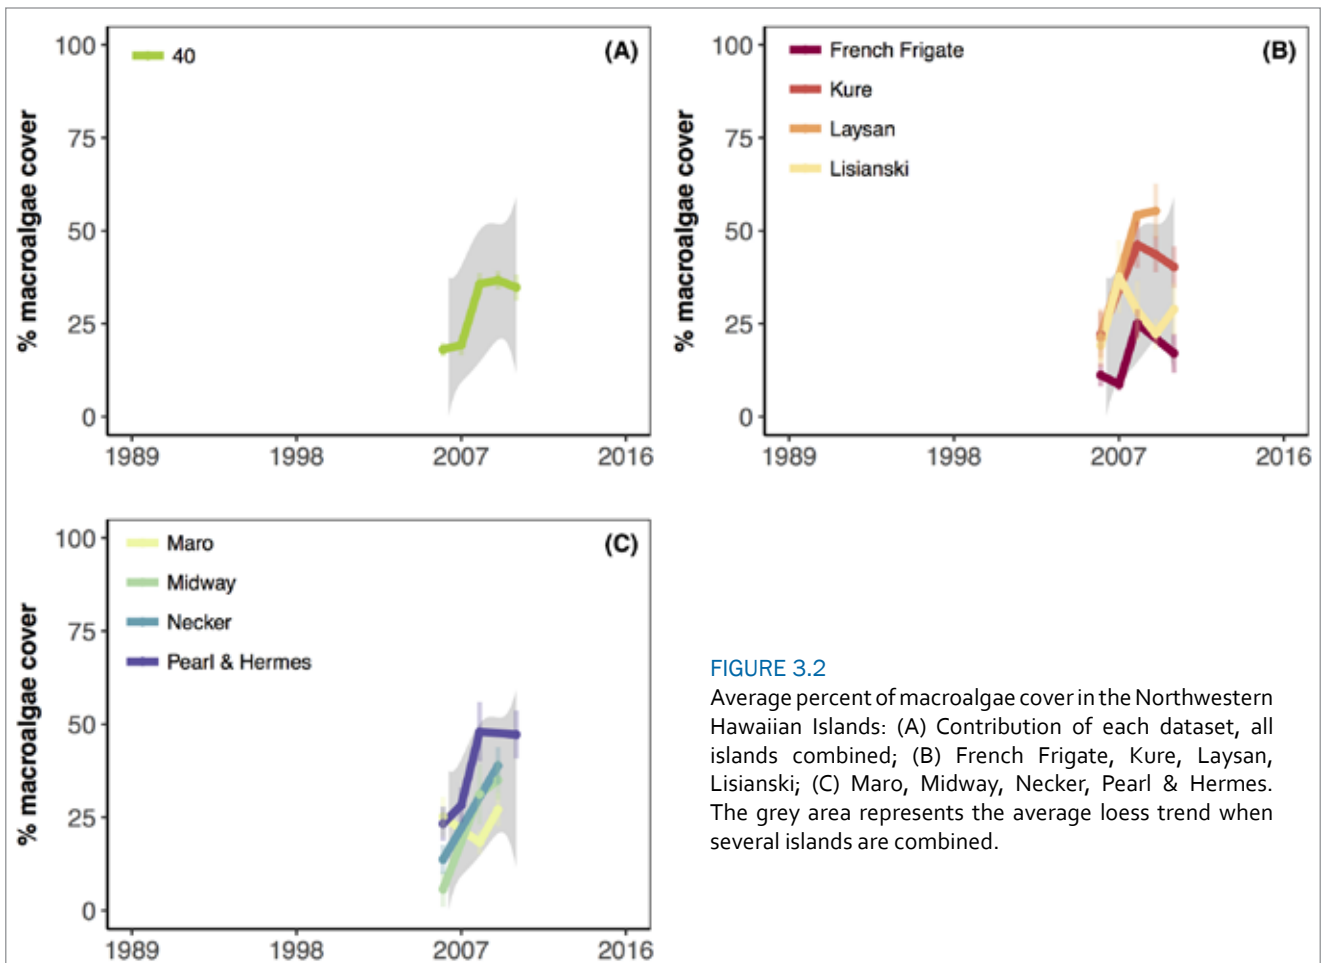 100
75
50
25
0
% macroalgae cover
40
(A)
1989 1998 2007 2016
100
75
50
25
0
% macroalgae cover
French Frigate
Kure
Laysan
Lisianski
(B)
1989 1998 2007 2016
100
75
50
25
0
% macroalgae cover
Maro
Midway
Necker
Pearl & Hermes
(C)
1989 1998 2007 2016
FIGURE 3.2
Average percent of macroalgae cover in the Northwestern
Hawaiian Islands: (A) Contribution of each dataset, all
islands combined; (B) French Frigate, Kure, Laysan,
Lisianski; (C) Maro, Midway, Necker, Pearl & Hermes.
The grey area represents the average loess trend when
several islands are combined.